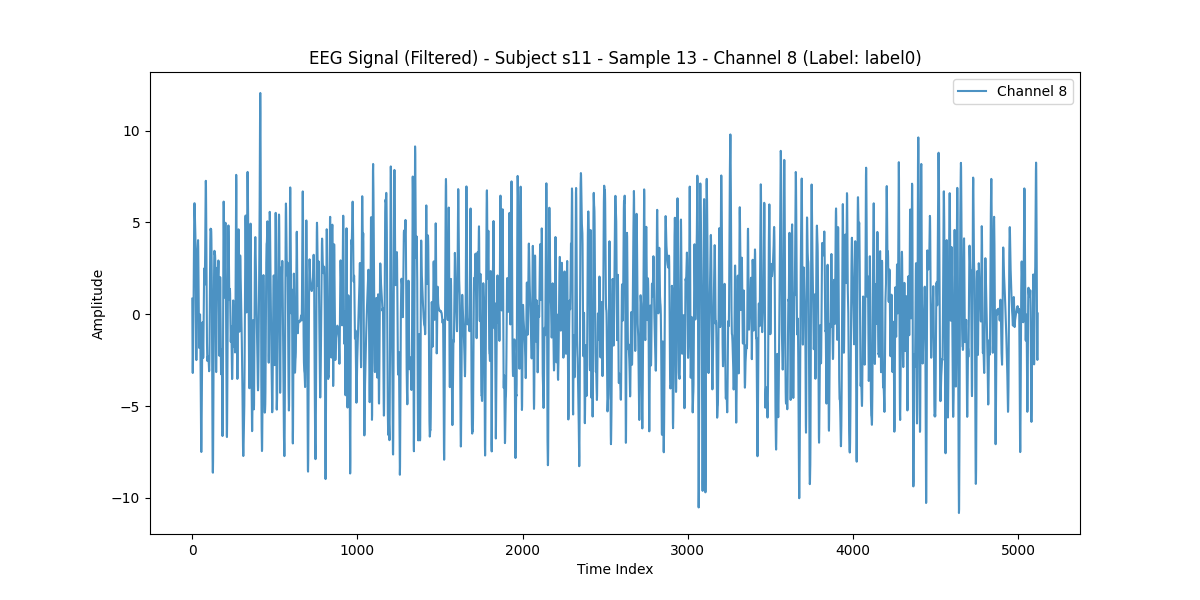 EEG Signal (Filtered) - Subject s11 - Sample 13 - Channel 8 (Label: label0)
Channel 8
10
5
0
−5
−10
Amplitude
0 1000 2000 3000 4000 5000
Time Index